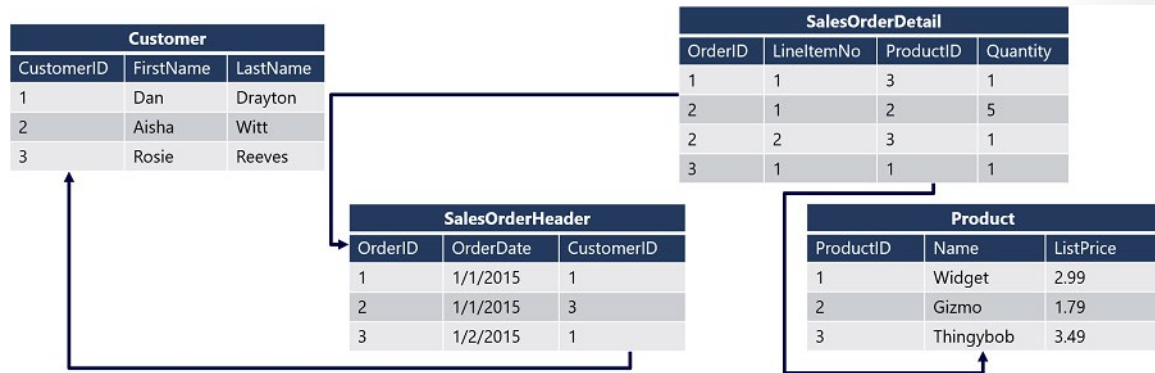 Customer
CustomerID FirstName LastName
1 Dan Drayton
2 Aisha Witt
3 Rosie Reeves
SalesOrderDetail
OrderID LineItemNo ProductID Quantity
1 1 3 1
2 1 2 5
2 2 3 1
3 1 1 1
SalesOrderHeader
OrderID OrderDate CustomerID
1 1/1/2015 1
2 1/1/2015 3
3 1/2/2015 1
Product
ProductID Name ListPrice
1 Widget 2.99
2 Gizmo 1.79
3 Thingybob 3.49